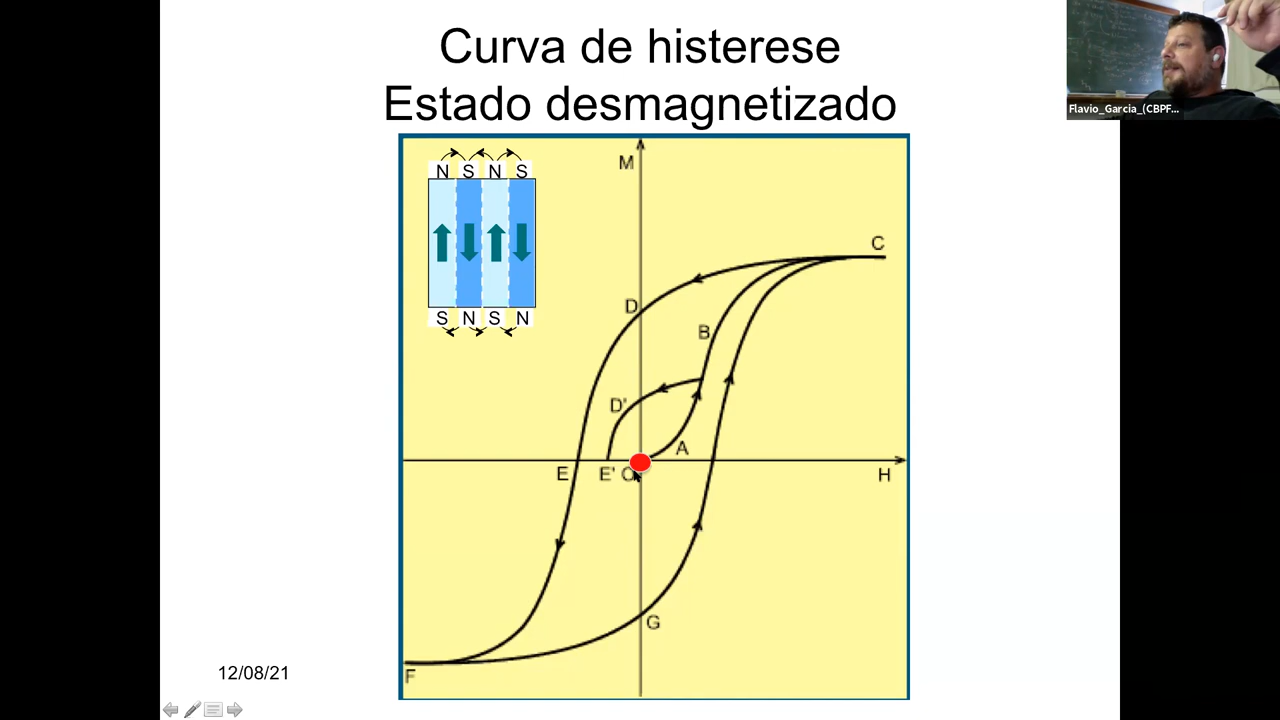 Curva de histerese
Estado desmagnetizado
Flavio_Garcia_(CBPF...
N S N S
S N S N
M
C
D
B
D'
A
E
E'
H
G
F
12/08/21